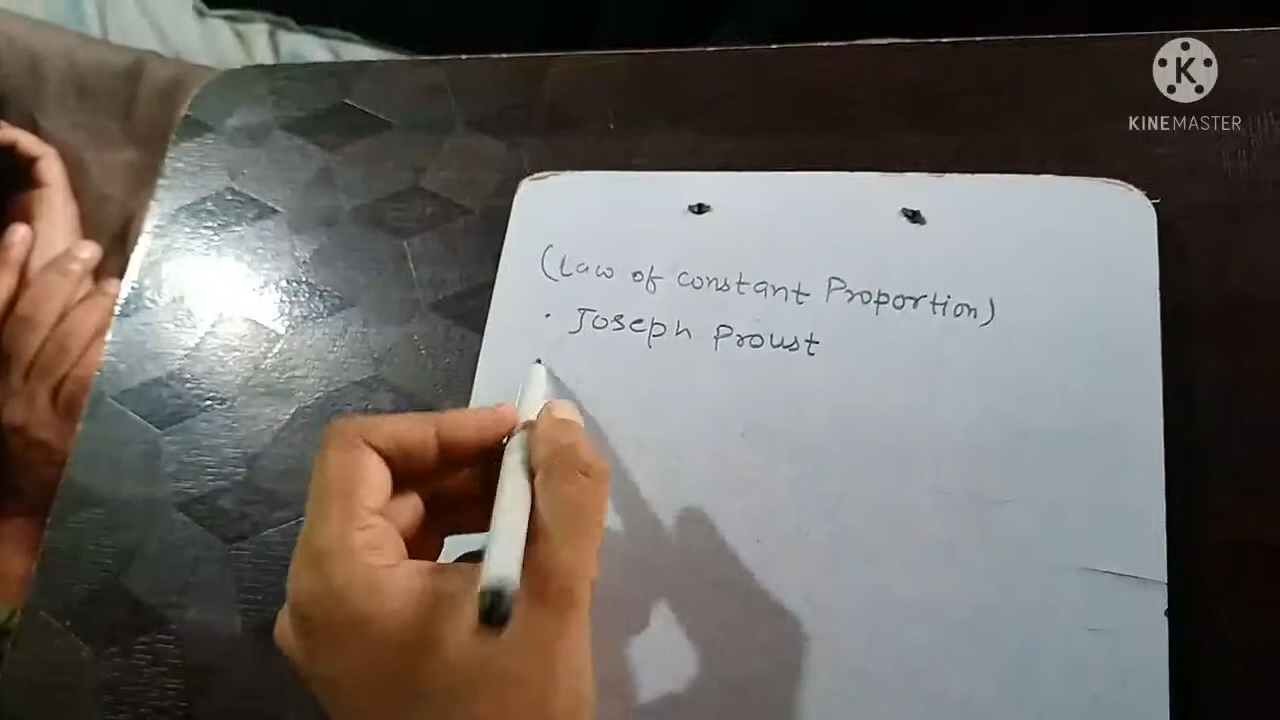 K
KINEMASTER
(Law of constant Proportion)
• Joseph Proust